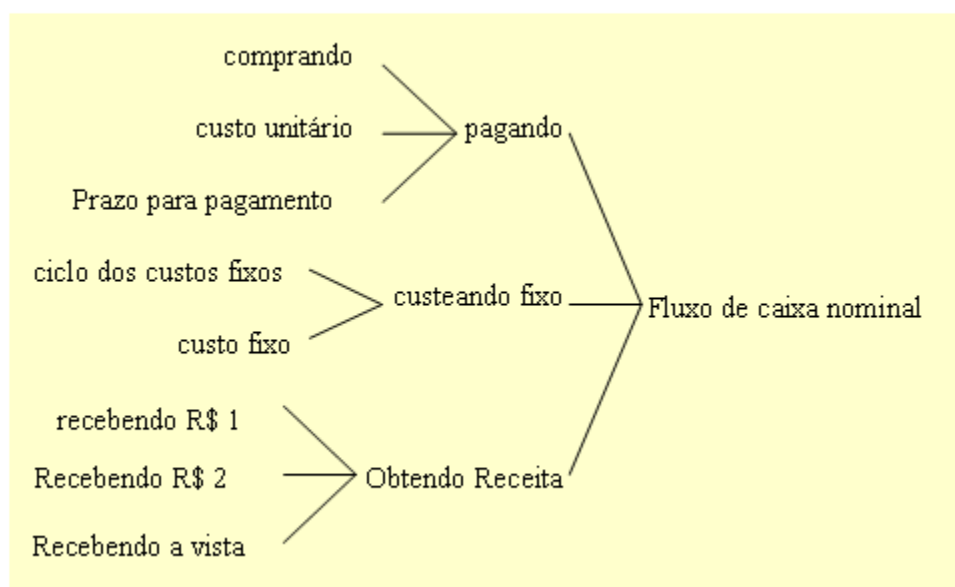 comprando
custo unitário
pagando
Prazo para pagamento
ciclo dos custos fixos
custeando fixo
Fluxo de caixa nominal
custo fixo
recebendo R$ 1
Recebendo R$ 2
Obtendo Receita
Recebendo a vista